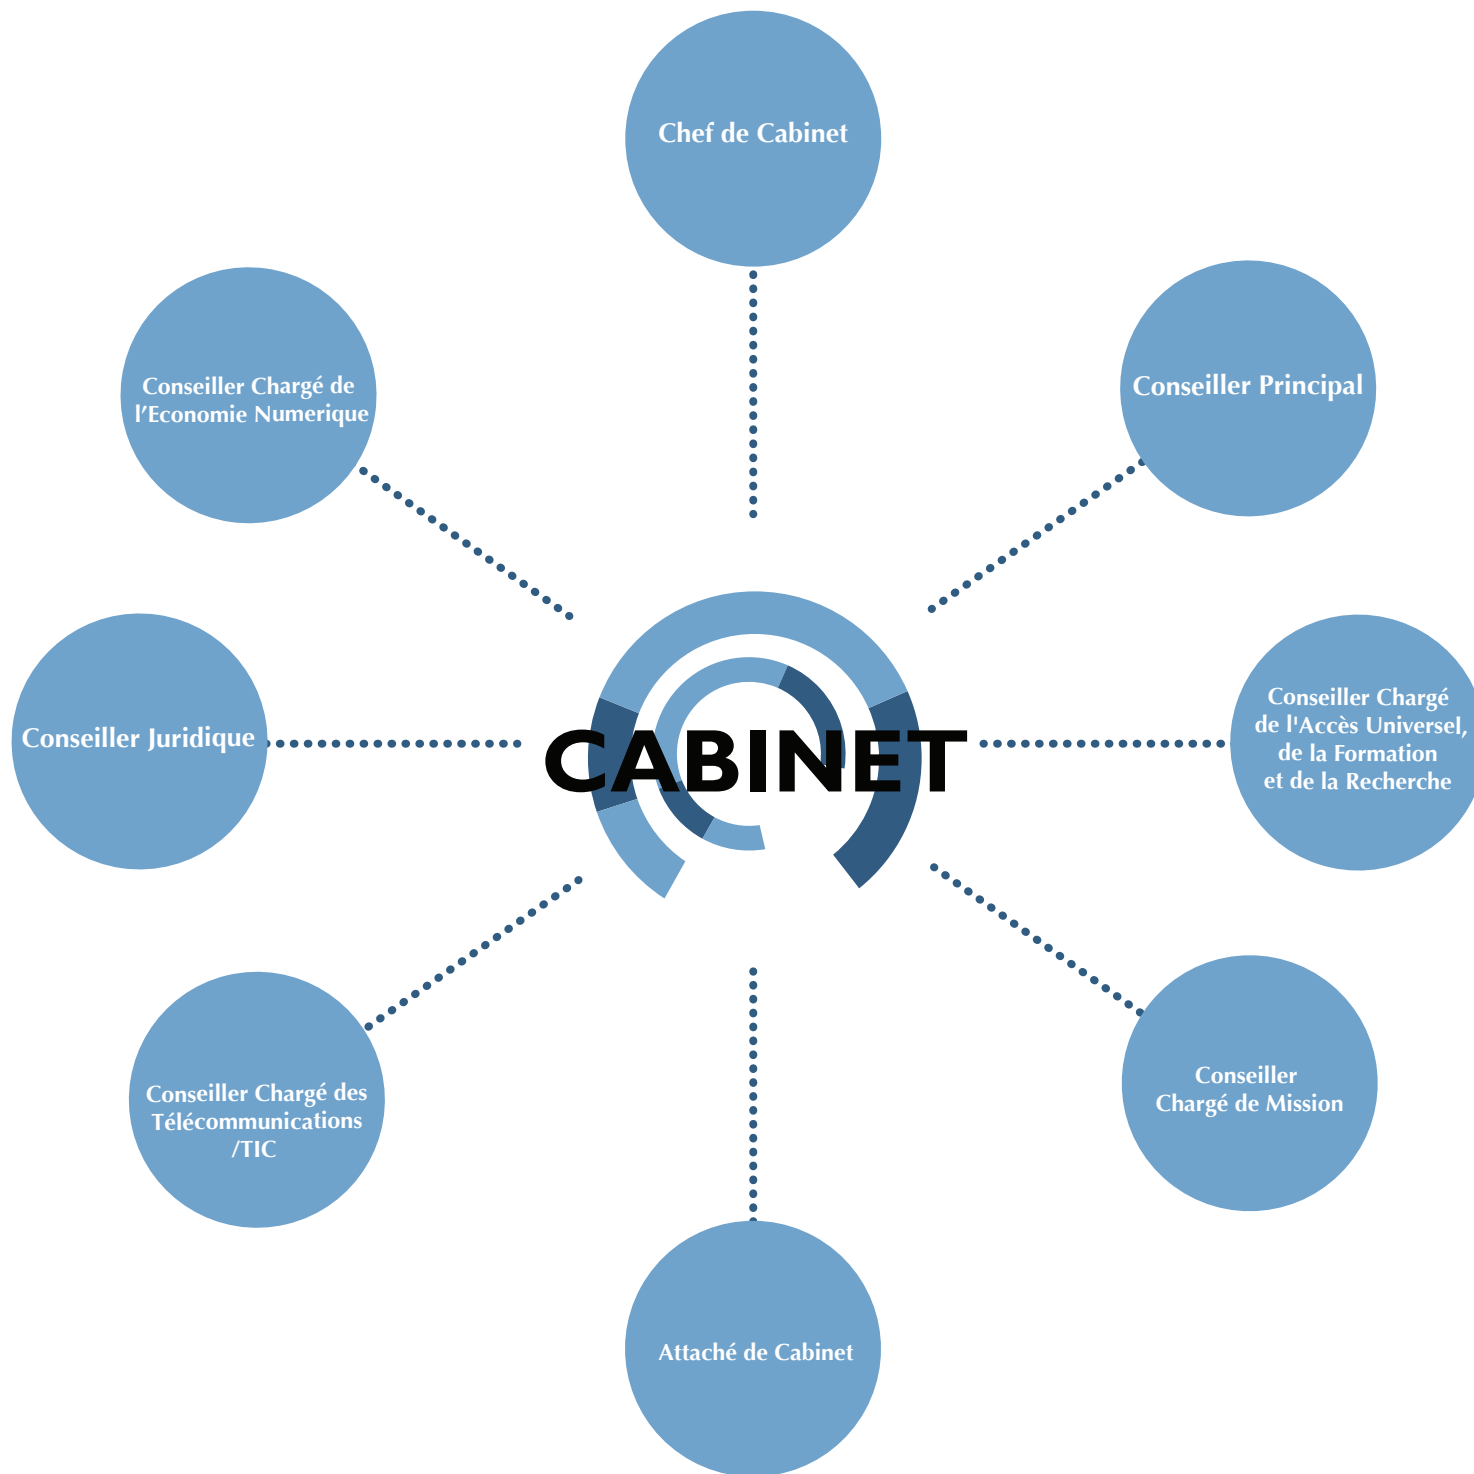 Chef de Cabinet
Conseiller Chargé de
l’Economie Numerique
Conseiller Principal
Conseiller Juridique
CABINET
Conseiller Chargé
de l'Accès Universel,
de la Formation
et de la Recherche
Conseiller Chargé des
Télécommunications
/TIC
Conseiller
Chargé de Mission
Attaché de Cabinet